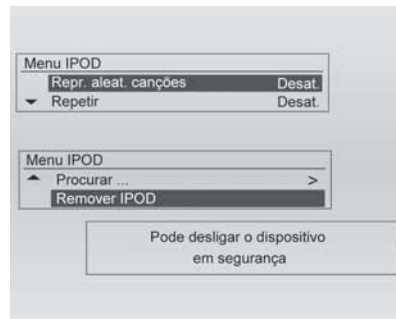 Menu IPOD
Repr. aleat. canções Desat.
Repetir Desat.
Menu IPOD
Procurar ... >
Remover IPOD
Pode desligar o dispositivo
em segurança